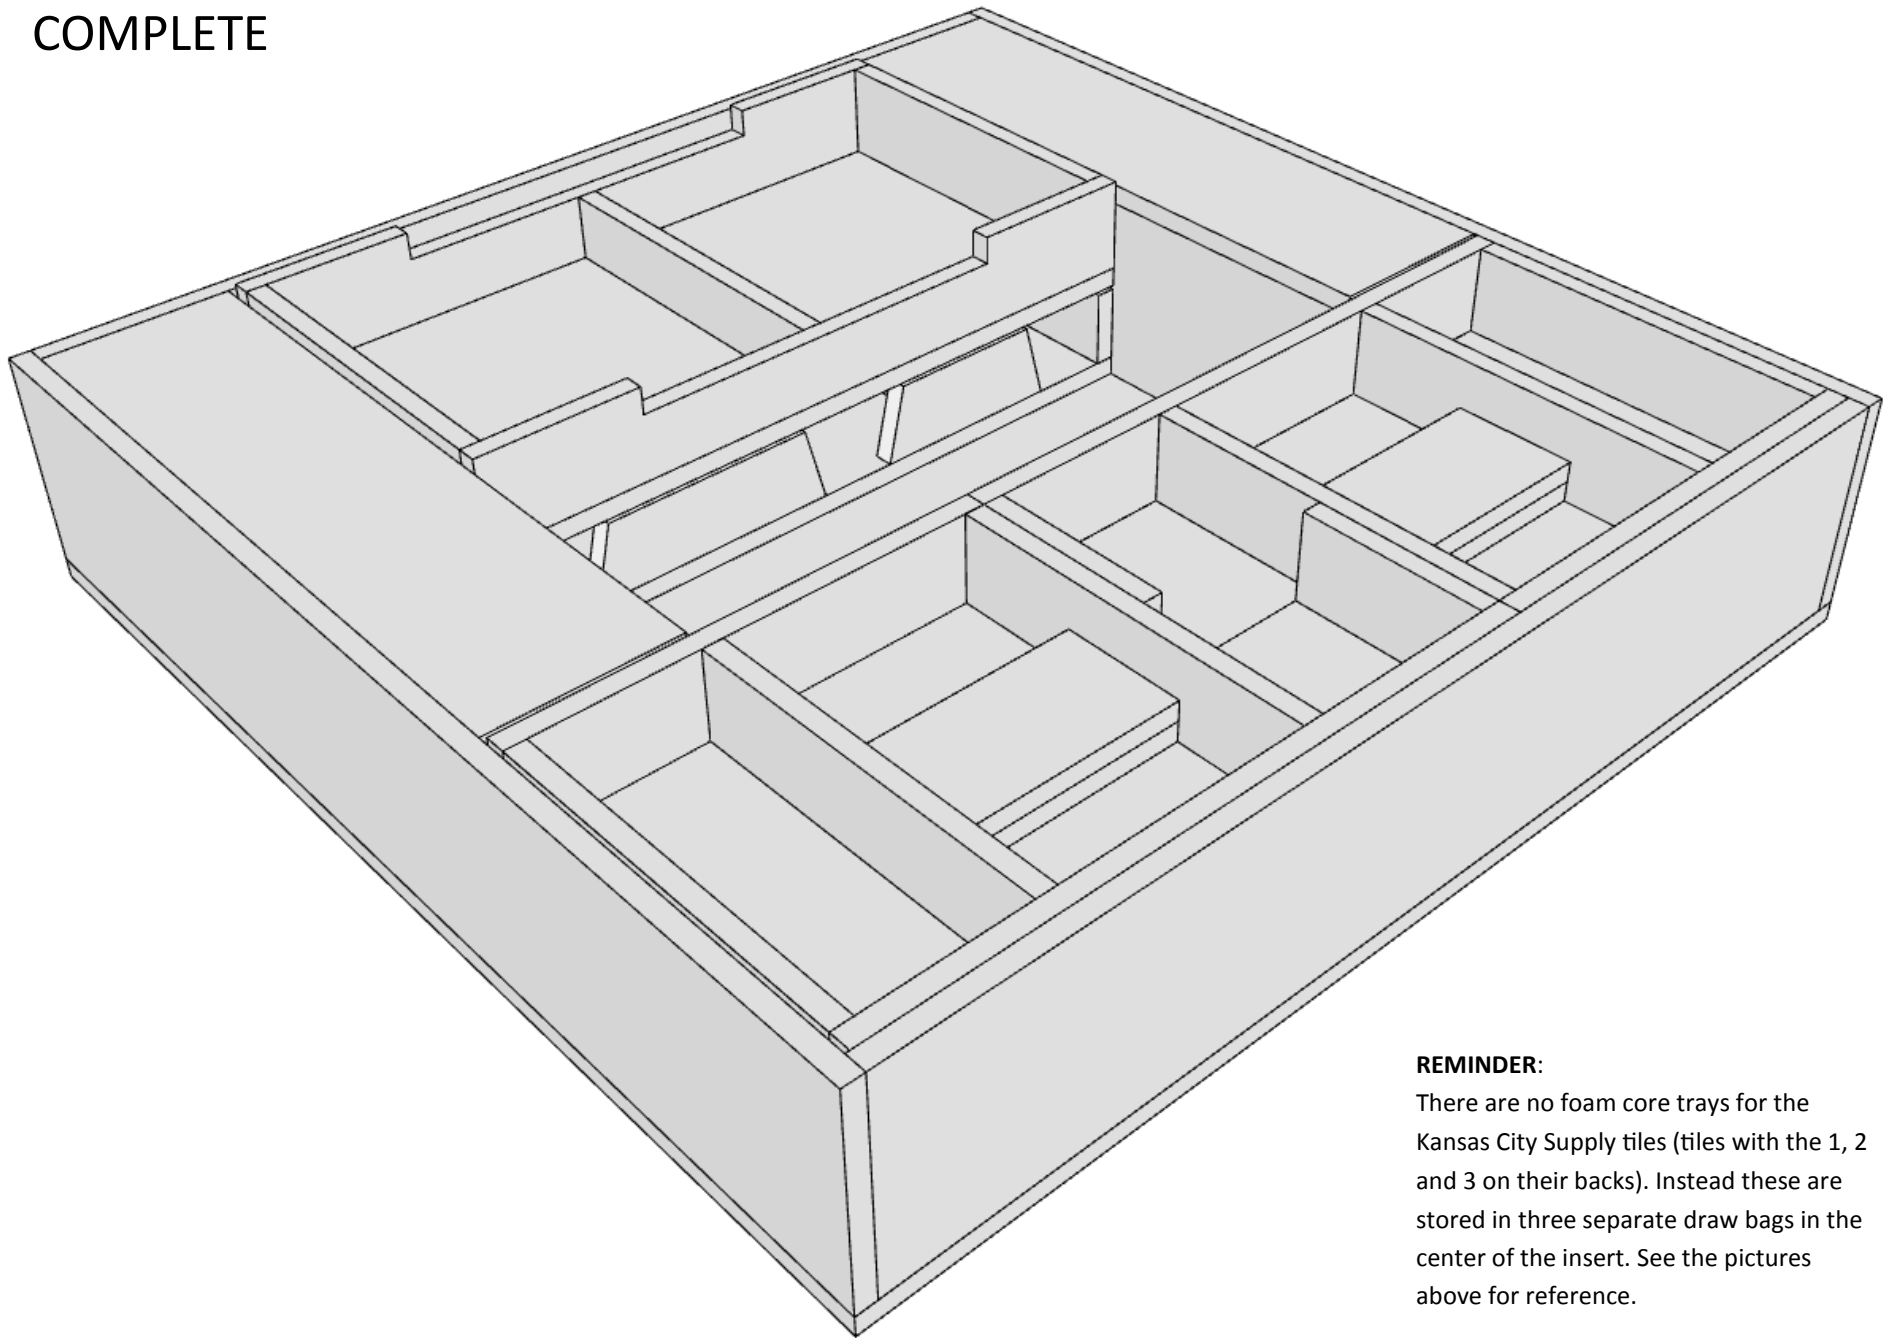 COMPLETE
REMINDER:
There are no foam core trays for the
Kansas City Supply tiles (tiles with the 1, 2
and 3 on their backs). Instead these are
stored in three separate draw bags in the
center of the insert. See the pictures
above for reference.